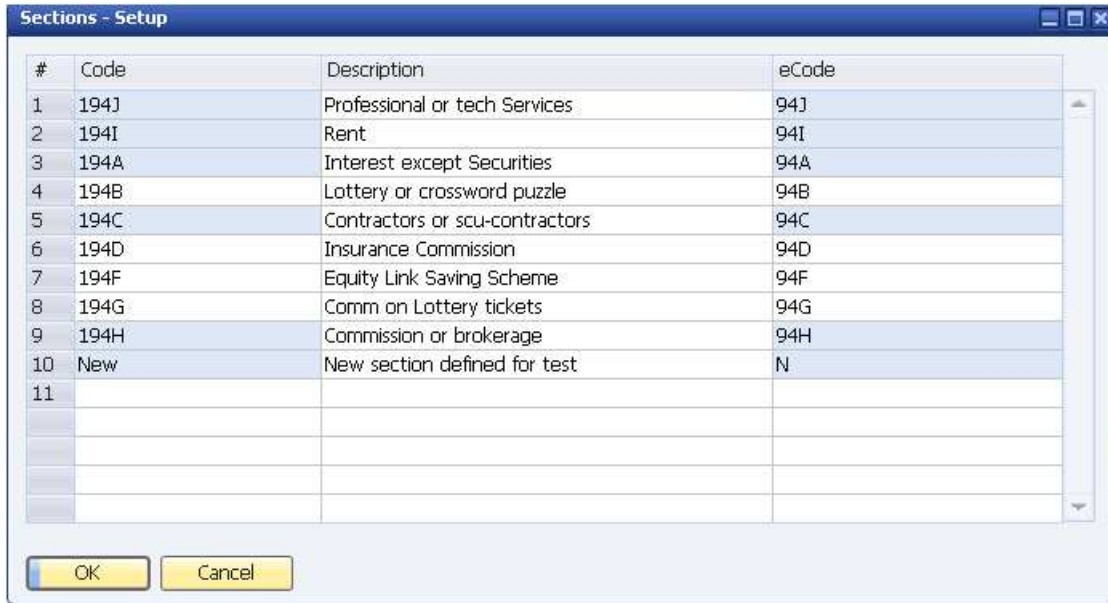 Sections - Setup
# Code Description eCode
1 194J Professional or tech Services 94J
2 194I Rent 94I
3 194A Interest except Securities 94A
4 194B Lottery or crossword puzzle 94B
5 194C Contractors or scu-contractors 94C
6 194D Insurance Commission 94D
7 194F Equity Link Saving Scheme 94F
8 194G Comm on Lottery tickets 94G
9 194H Commission or brokerage 94H
10 New New section defined for test N
11
OK Cancel